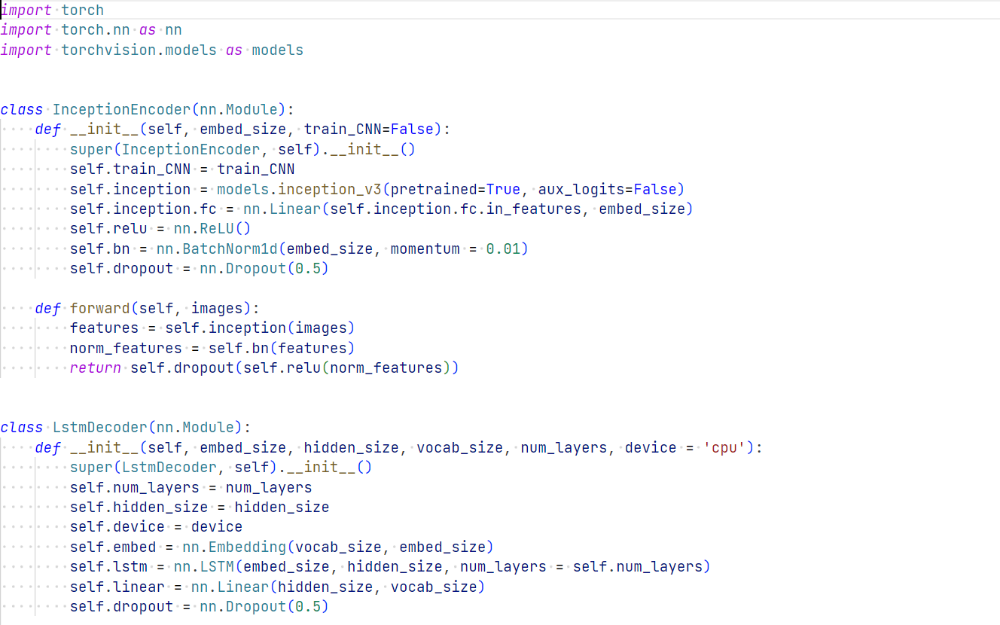 import torch
import torch.nn as nn
import torchvision.models as models
class InceptionEncoder(nn.Module):
    def __init__(self, embed_size, train_CNN=False):
        super(InceptionEncoder, self).__init__()
        self.train_CNN = train_CNN
        self.inception = models.inception_v3(pretrained=True, aux_logits=False)
        self.inception.fc = nn.Linear(self.inception.fc.in_features, embed_size)
        self.relu = nn.ReLU()
        self.bn = nn.BatchNorm1d(embed_size, momentum = 0.01)
        self.dropout = nn.Dropout(0.5)
    def forward(self, images):
        features = self.inception(images)
        norm_features = self.bn(features)
        return self.dropout(self.relu(norm_features))
class LstmDecoder(nn.Module):
    def __init__(self, embed_size, hidden_size, vocab_size, num_layers, device = 'cpu'):
        super(LstmDecoder, self).__init__()
        self.num_layers = num_layers
        self.hidden_size = hidden_size
        self.device = device
        self.embed = nn.Embedding(vocab_size, embed_size)
        self.lstm = nn.LSTM(embed_size, hidden_size, num_layers = self.num_layers)
        self.linear = nn.Linear(hidden_size, vocab_size)
        self.dropout = nn.Dropout(0.5)